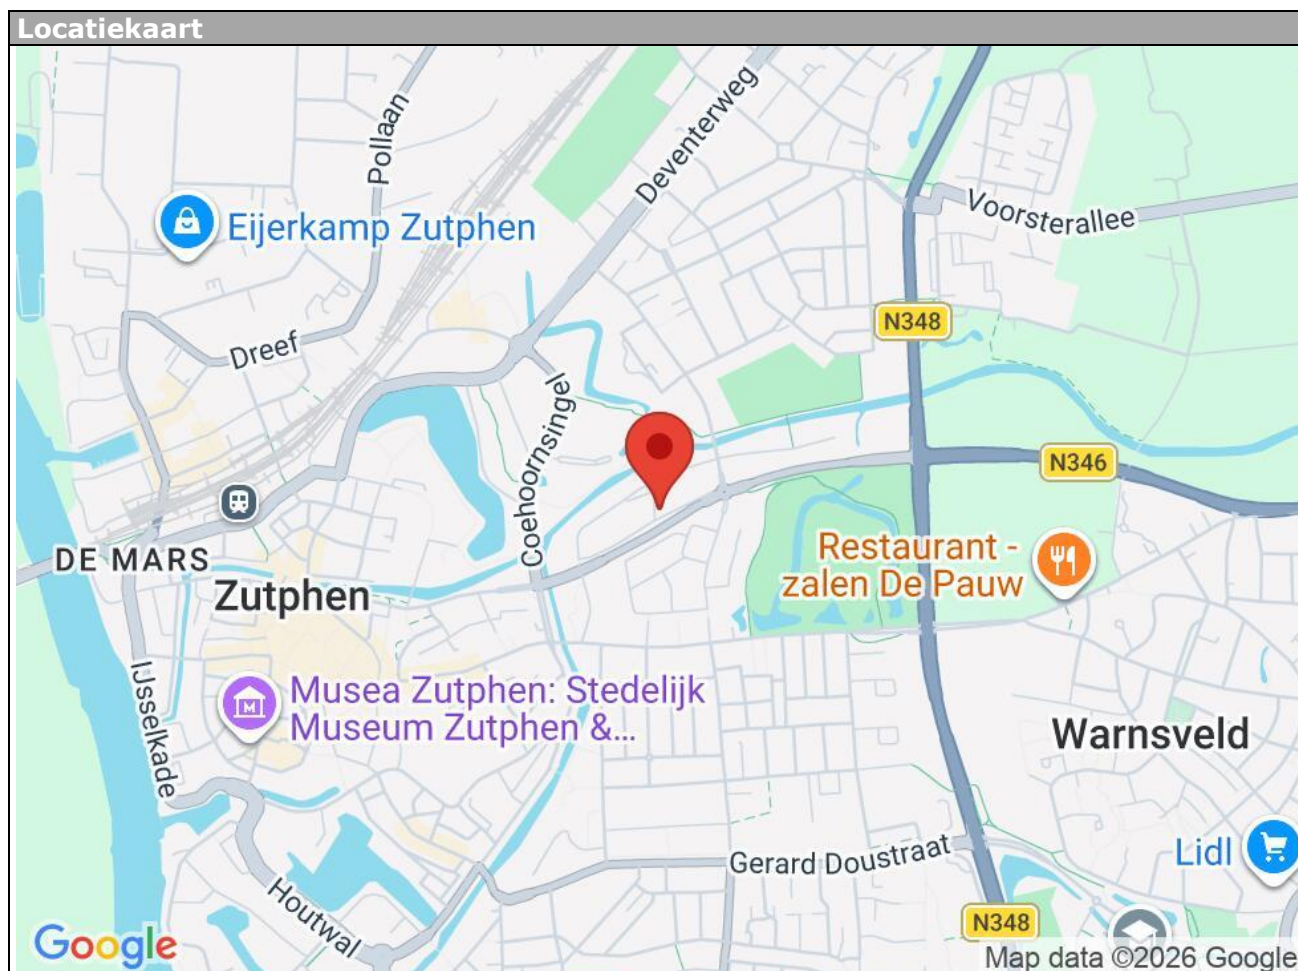 Locatiekaart
Pollaan
Deventerweg
Voorsterallee
Eijerkamp Zutphen
N348
Dreef
Coehoornsingel
N346
DE MARS
Restaurant -
zalen De Pauw
Zutphen
IJsselkade
Musea Zutphen: Stedelijk
Museum Zutphen &...
Warnsveld
Lidl
Gerard Doustraat
Houtwal
N348
Google
Map data ©2026 Google